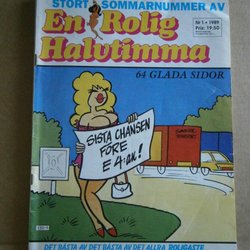 STORT SOMMARNUMMER AV
En Rolig
Halvtimma
Nr 1 • 1989
Pris: 19:50
64 GLADA SIDOR
SISTA CHANSEN
FÖRE
E 4:an!
DET BÄSTA AV DET BÄSTA AV DET ALLRA ROLIGASTE